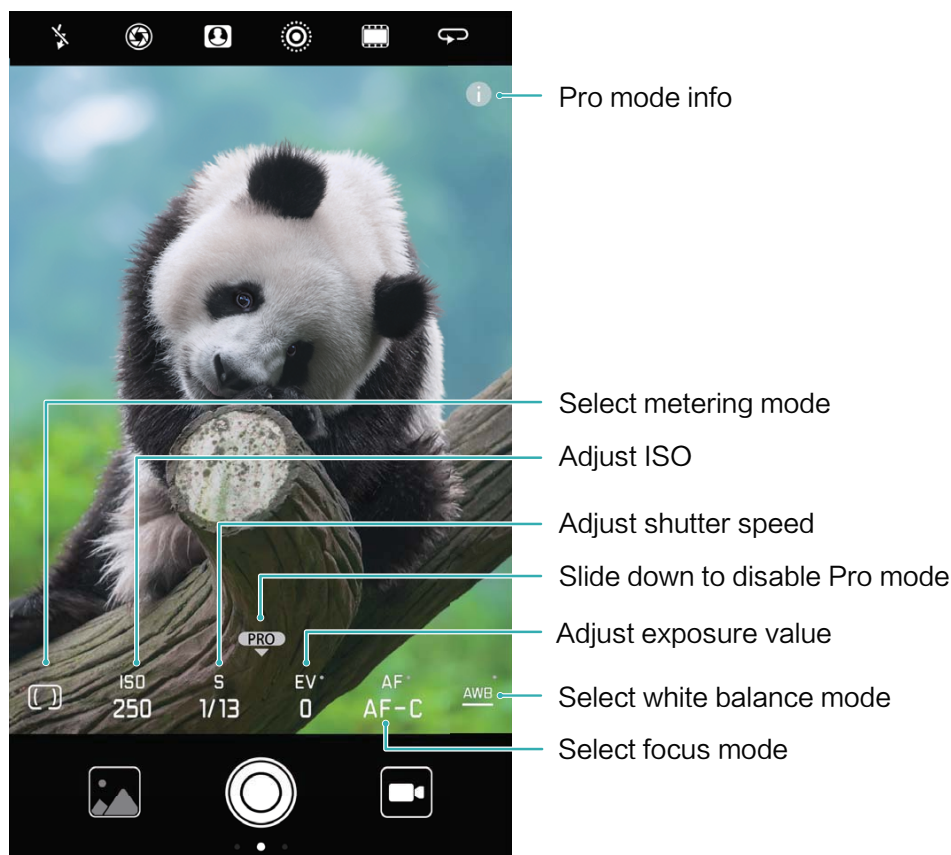 Pro mode info
Select metering mode
Adjust ISO
Adjust shutter speed
Slide down to disable Pro mode
PRO
Adjust exposure value
ISO S EV AF
AWB
250 1/13 0 AF-C
Select white balance mode
Select focus mode